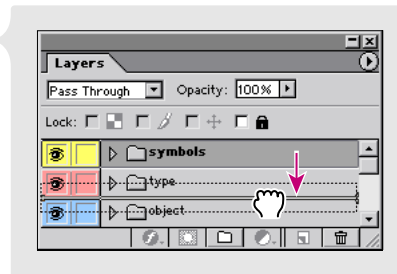 Layers
Pass Through Opacity: 100%
Lock:
symbols
type
object